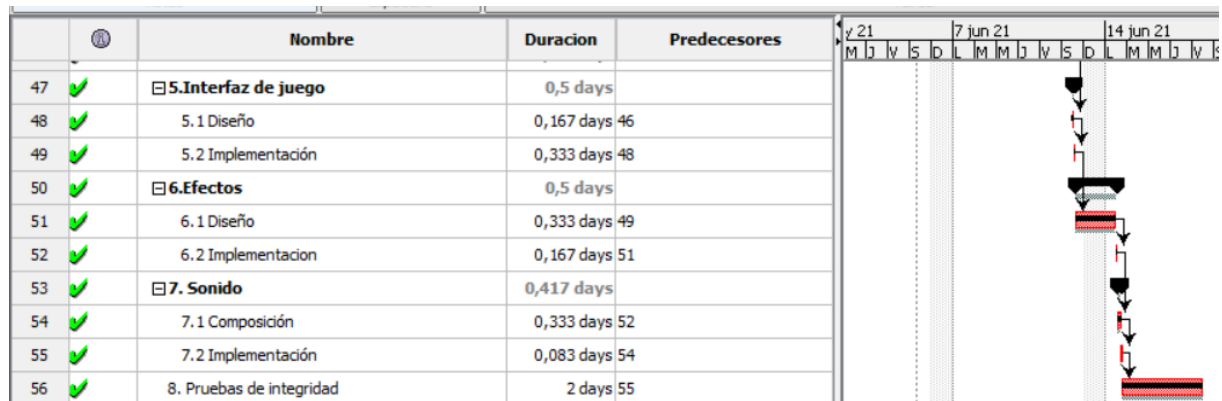 Nombre Duracion Predecesores
y 21 7 jun 21 14 jun 21
M J V S D L M M J V S D L M M J V S
47 5.Interfaz de juego 0,5 days
48 5.1 Diseño 0,167 days 46
49 5.2 Implementación 0,333 days 48
50 6.Efectos 0,5 days
51 6.1 Diseño 0,333 days 49
52 6.2 Implementacion 0,167 days 51
53 7. Sonido 0,417 days
54 7.1 Composición 0,333 days 52
55 7.2 Implementación 0,083 days 54
56 8. Pruebas de integridad 2 days 55